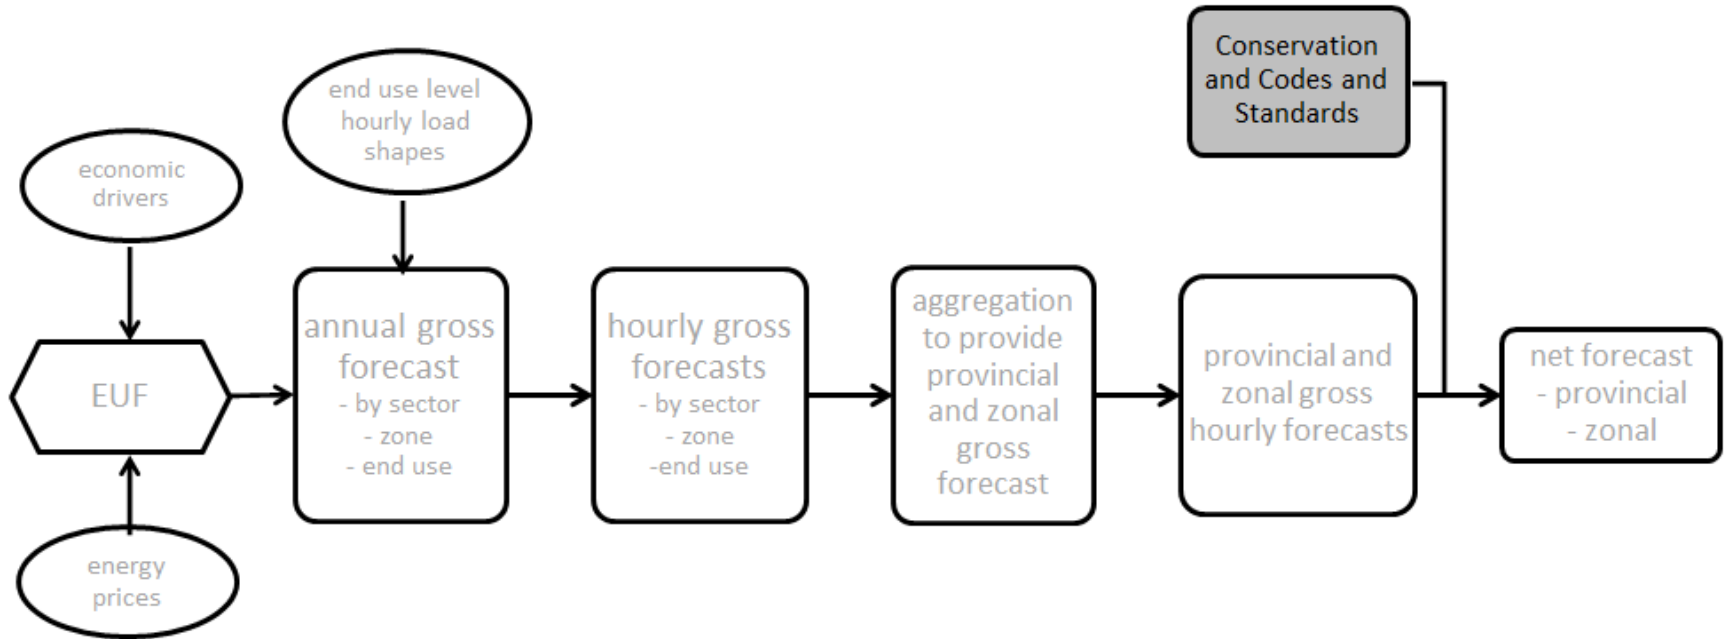 Conservation
and Codes and
Standards
end use level
hourly load
shapes
economic
drivers
EUF
energy
prices
annual gross
forecast
- by sector
- zone
- end use
hourly gross
forecasts
- by sector
- zone
-end use
aggregation
to provide
provincial
and zonal
gross
forecast
provincial and
zonal gross
hourly forecasts
net forecast
- provincial
- zonal